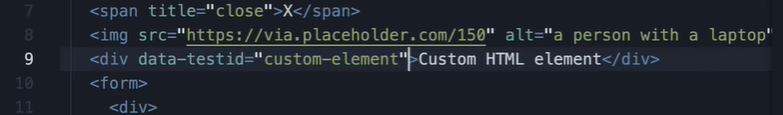 7 <span title="close">X</span>
8 <img src="https://via.placeholder.com/150" alt="a person with a laptop"
9 <div data-testid="custom-element">Custom HTML element</div>
10 <form>
11 <div>